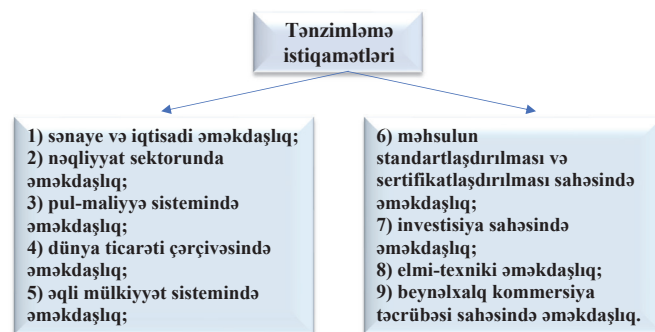 Tənzimləmə
istiqamətləri
1) sənaye və iqtisadi əməkdaşlıq;
2) nəqliyyat sektorunda
əməkdaşlıq;
3) pul-maliyyə sistemində
əməkdaşlıq;
4) dünya ticarəti çərçivəsində
əməkdaşlıq;
5) əqli mülkiyyət sistemində
əməkdaşlıq;
6) məhsulun
standartlaşdırılması və
sertifikatlaşdırılması sahəsində
əməkdaşlıq;
7) investisiya sahəsində
əməkdaşlıq;
8) elmi-texniki əməkdaşlıq;
9) beynəlxalq kommersiya
təcrübəsi sahəsində əməkdaşlıq.